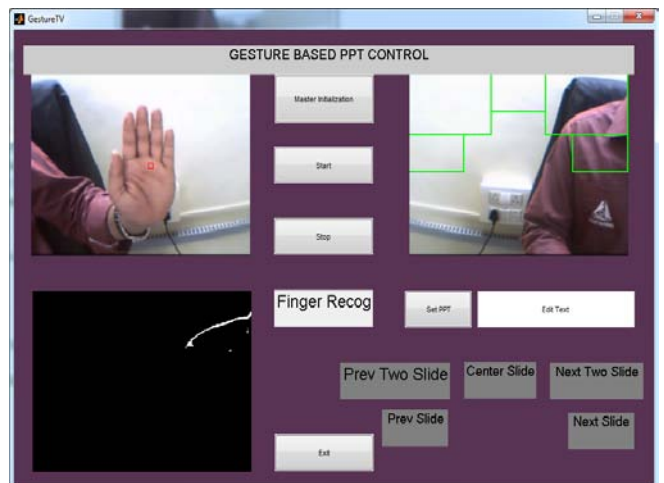 GestureTV
GESTURE BASED PPT CONTROL
Master Initialization
Start
Stop
Finger Recog
Set PPT
Edit Text
Prev Two Slide
Center Slide
Next Two Slide
Prev Slide
Next Slide
Exit